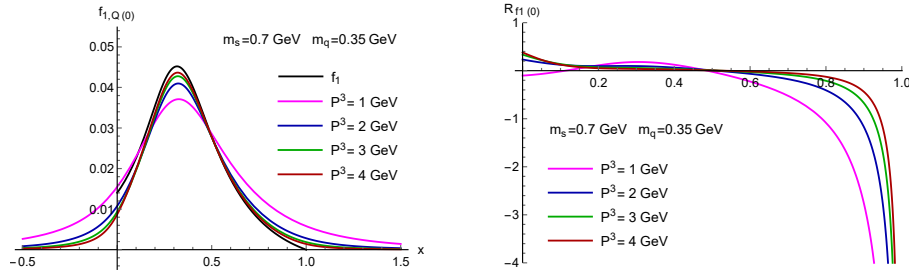 f1,Q(0)
0.05
0.04
0.03
0.01
−0.5
0.0
0.5
1.0
1.5
x
ms=0.7 GeV mq=0.35 GeV
f1
P3= 1 GeV
P3= 2 GeV
P3= 3 GeV
P3= 4 GeV
Rf1(0)
1
0.2
0.4
0.6
0.8
1.0
x
−1
−2
−3
−4
ms=0.7 GeV mq=0.35 GeV
P3= 1 GeV
P3= 2 GeV
P3= 3 GeV
P3= 4 GeV